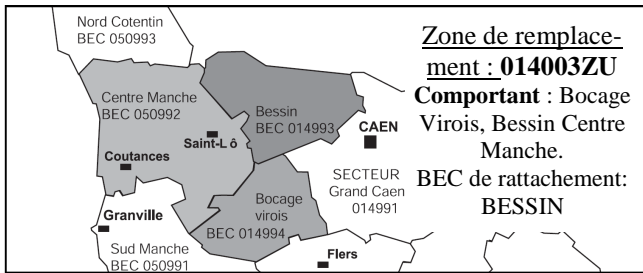 Nord Cotentin
BEC 050993
Centre Manche
BEC 050992
Saint-L ô
Coutances
Granville
Sud Manche
BEC 050991
Bessin
BEC 014993
CAEN
SECTEUR
Grand Caen
014991
Bocage
virois
BEC 014994
Flers
Zone de remplace-
ment : 014003ZU
Comportant : Bocage
Virois, Bessin Centre
Manche.
BEC de rattachement:
BESSIN